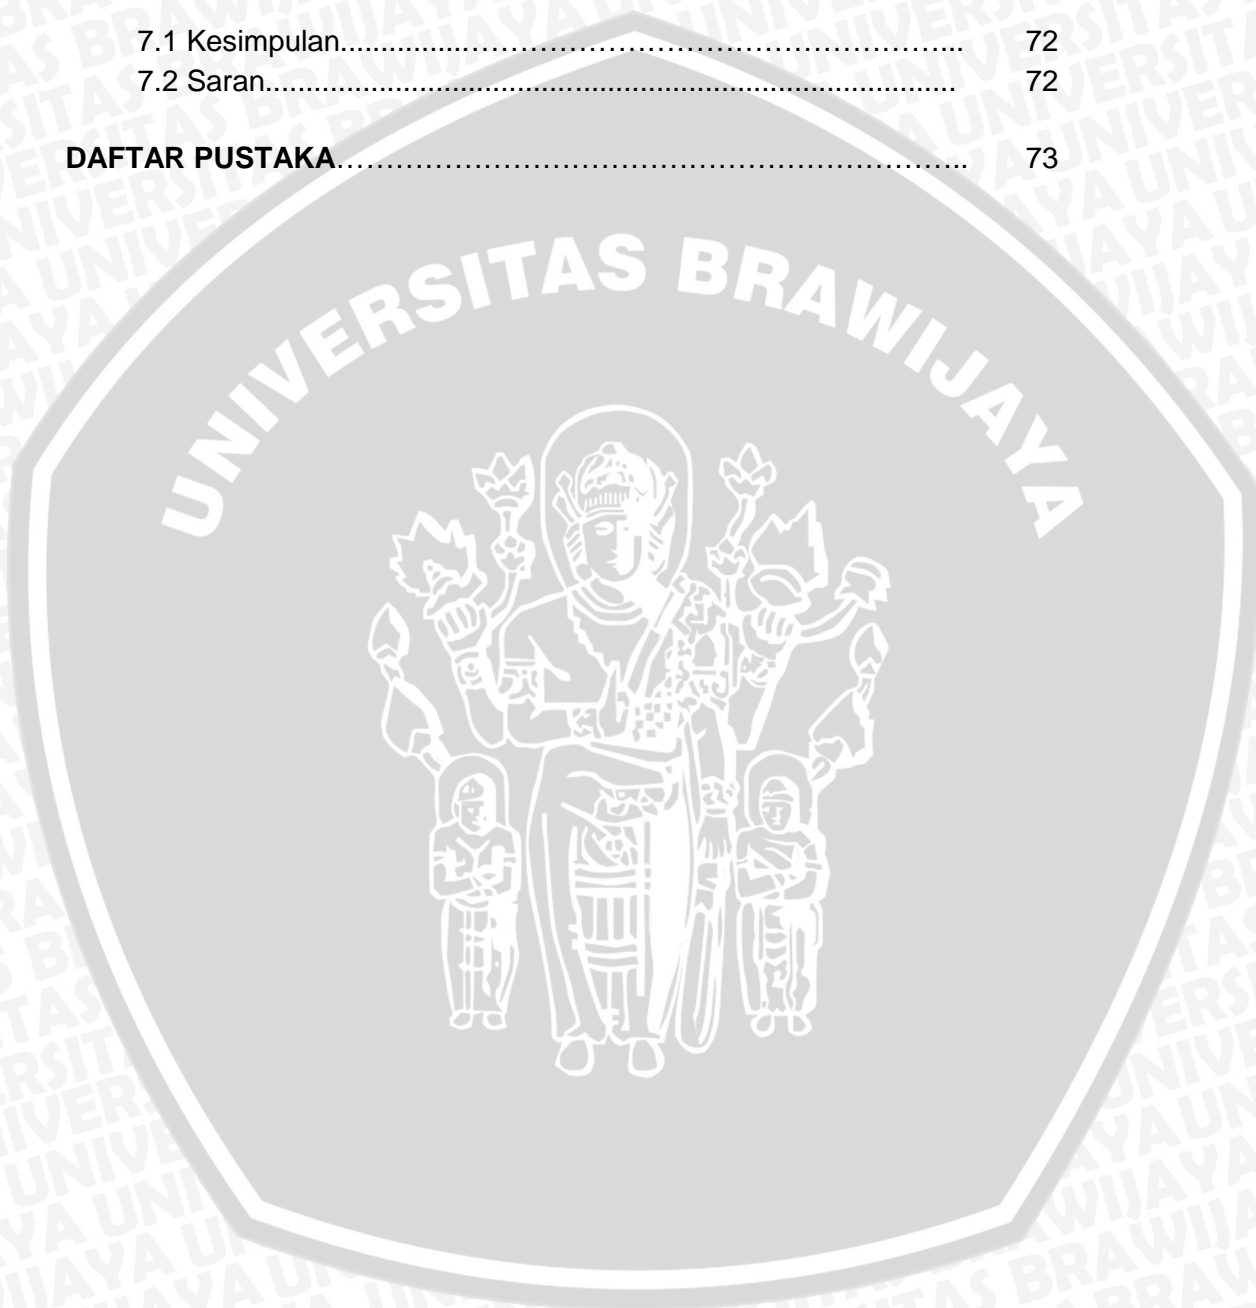 7.1 Kesimpulan...............……………………………………………... 72
7.2 Saran.................................................................................... 72
DAFTAR PUSTAKA……………………………………………………….. 73
UNIVERSITAS BRAWIJAYA